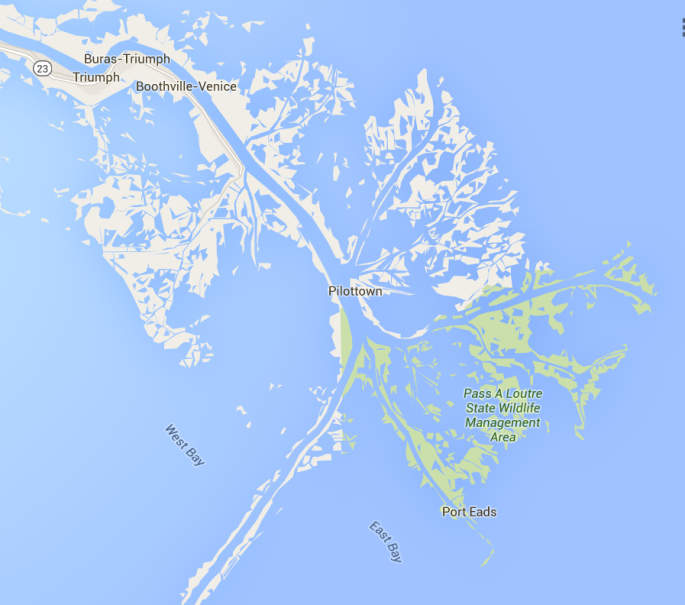 Buras-Triumph
23
Triumph
Boothville-Venice
Pilottown
Pass A Loutre
State Wildlife
Management
Area
West Bay
Port Eads
East Bay